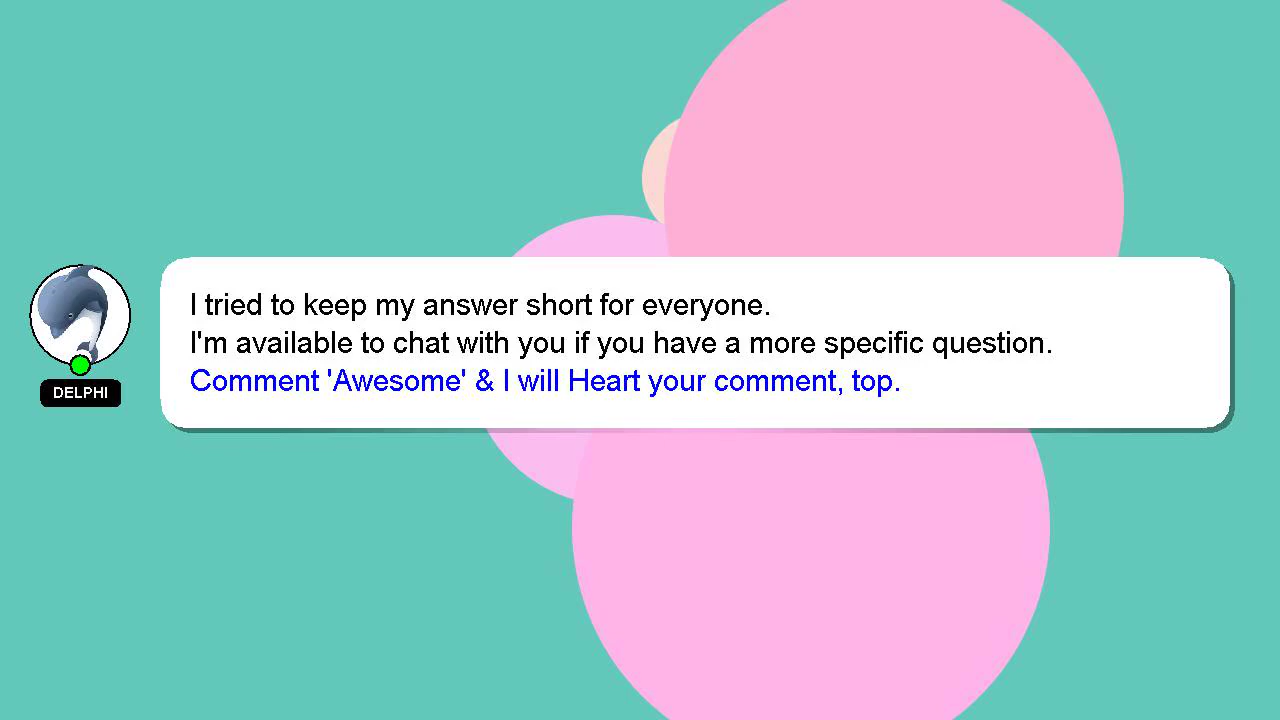 I tried to keep my answer short for everyone.
I'm available to chat with you if you have a more specific question.
Comment 'Awesome' & I will Heart your comment, top.
DELPHI